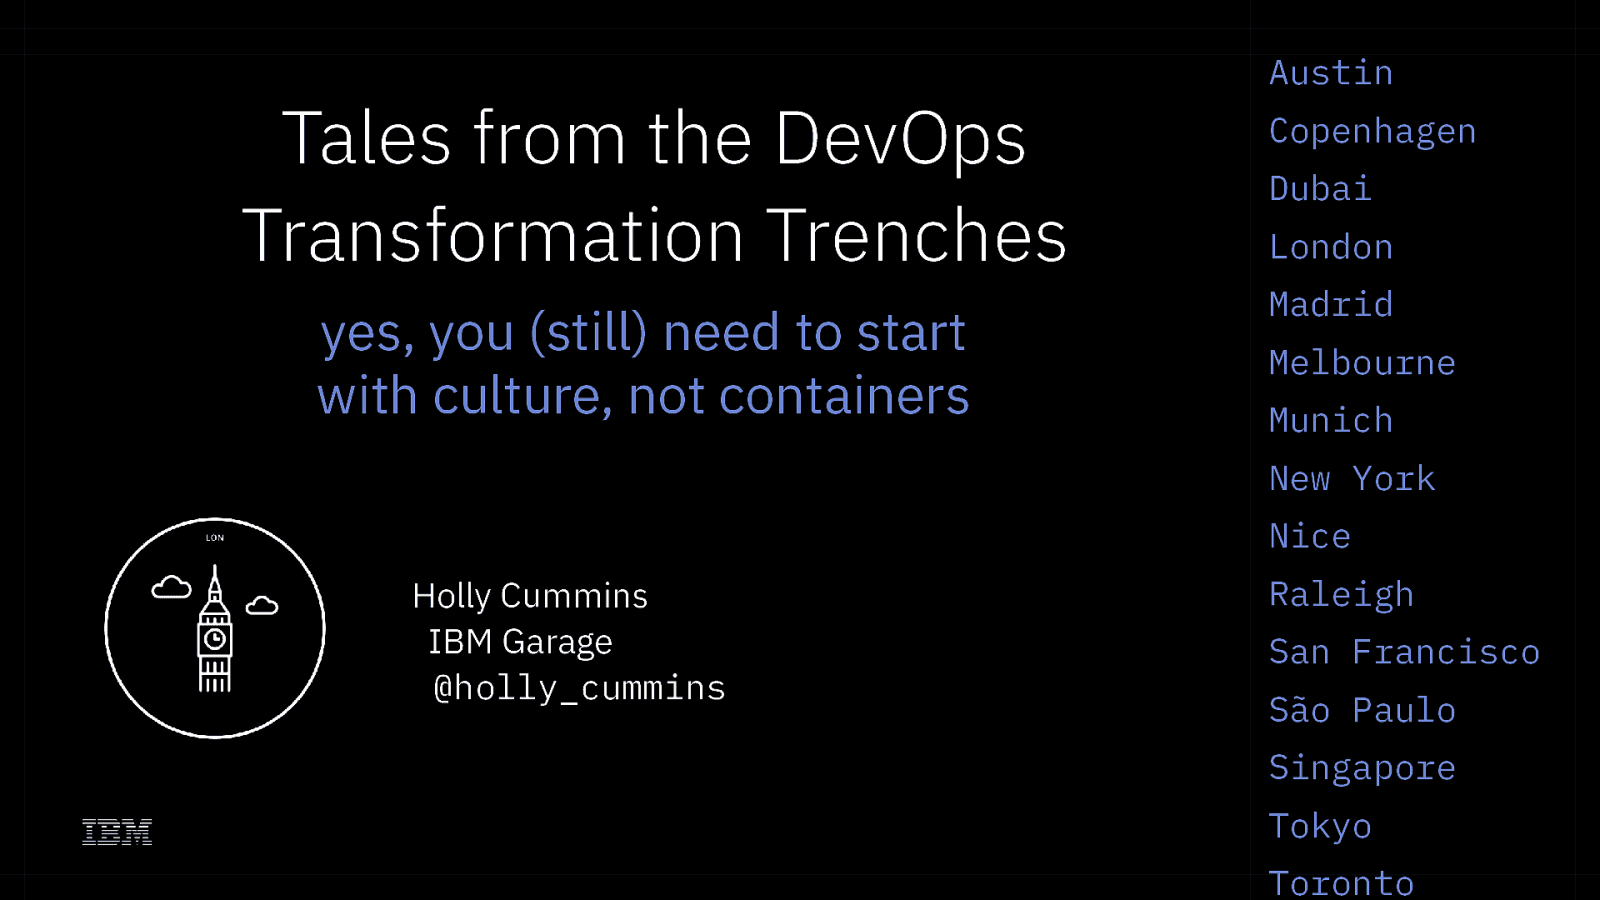 Tales from the DevOps
Transformation Trenches
yes, you (still) need to start
with culture, not containers
LON
Holly Cummins
IBM Garage
@holly_cummins
IBM
Austin
Copenhagen
Dubai
London
Madrid
Melbourne
Munich
New York
Nice
Raleigh
San Francisco
São Paulo
Singapore
Tokyo
Toronto